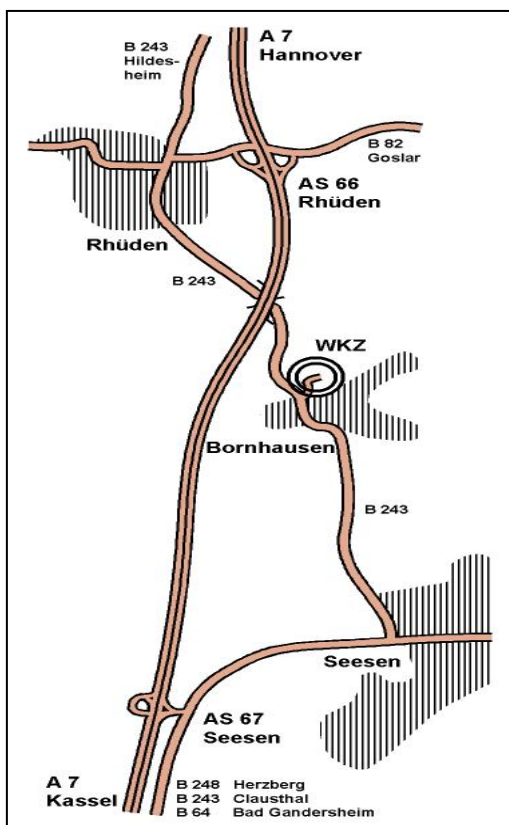 B 243
Hildes-
heim
A 7
Hannover
B 82
Goslar
AS 66
Rhüden
Rhüden
B 243
WKZ
Bornhausen
B 243
Seesen
AS 67
Seesen
A 7
Kassel
B 248 Herzberg
B 243 Clausthal
B 64 Bad Gandersheim